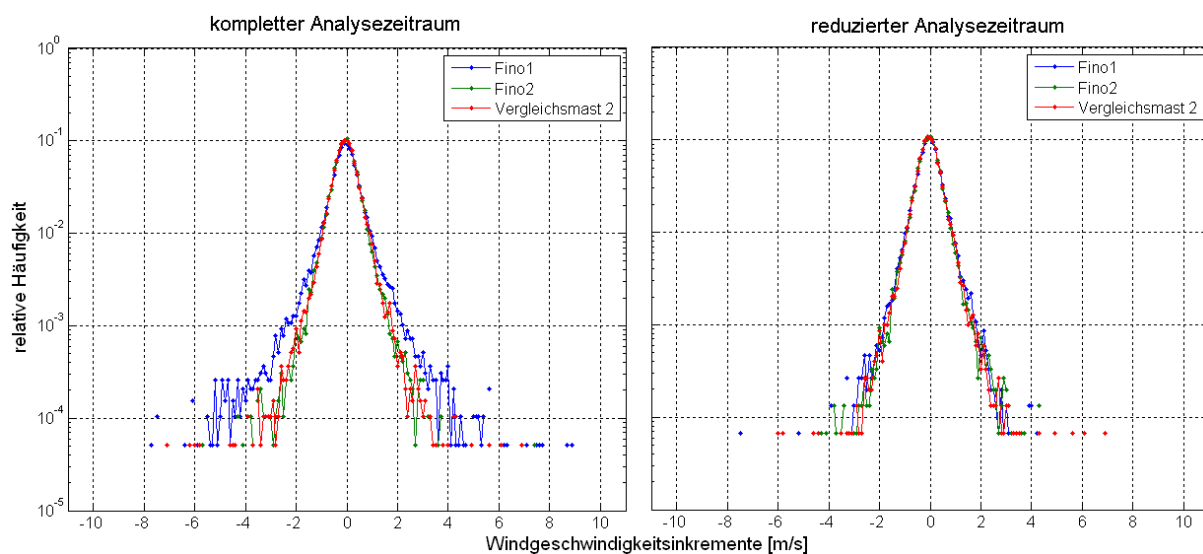 kompletter Analysezeitraum
reduzierter Analysezeitraum
10^0
10^-1
10^-2
10^-3
10^-4
10^-5
relative Häufigkeit
Fino1
Fino2
Vergleichsmast 2
Fino1
Fino2
Vergleichsmast 2
-10 -8 -6 -4 -2 0 2 4 6 8 10
-10 -8 -6 -4 -2 0 2 4 6 8 10
Windgeschwindigkeitsinkremente [m/s]